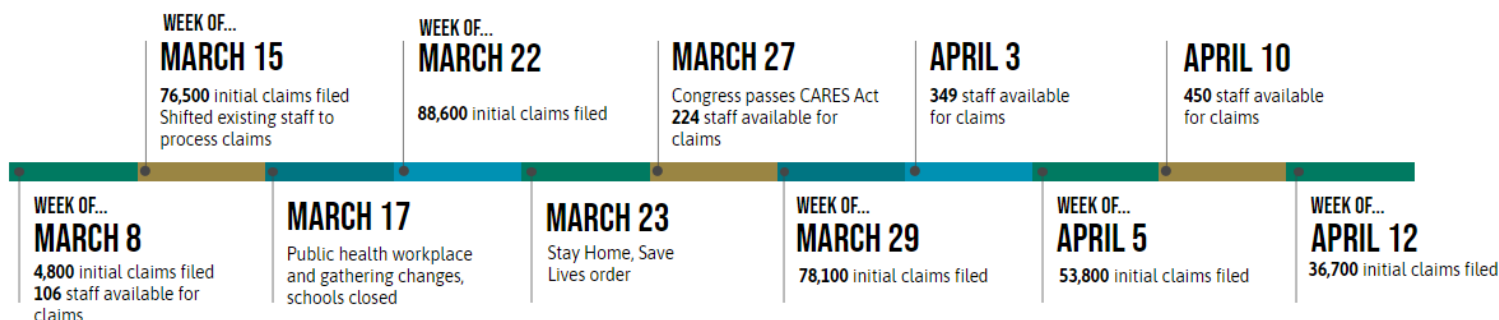 WEEK OF...
MARCH 8
4,800 initial claims filed
106 staff available for
claims
WEEK OF...
MARCH 15
76,500 initial claims filed
Shifted existing staff to
process claims
MARCH 17
Public health workplace
and gathering changes,
schools closed
WEEK OF...
MARCH 22
88,600 initial claims filed
MARCH 23
Stay Home, Save
Lives order
MARCH 27
Congress passes CARES Act
224 staff available for
claims
WEEK OF...
MARCH 29
78,100 initial claims filed
APRIL 3
349 staff available
for claims
WEEK OF...
APRIL 5
53,800 initial claims filed
APRIL 10
450 staff available
for claims
WEEK OF...
APRIL 12
36,700 initial claims filed